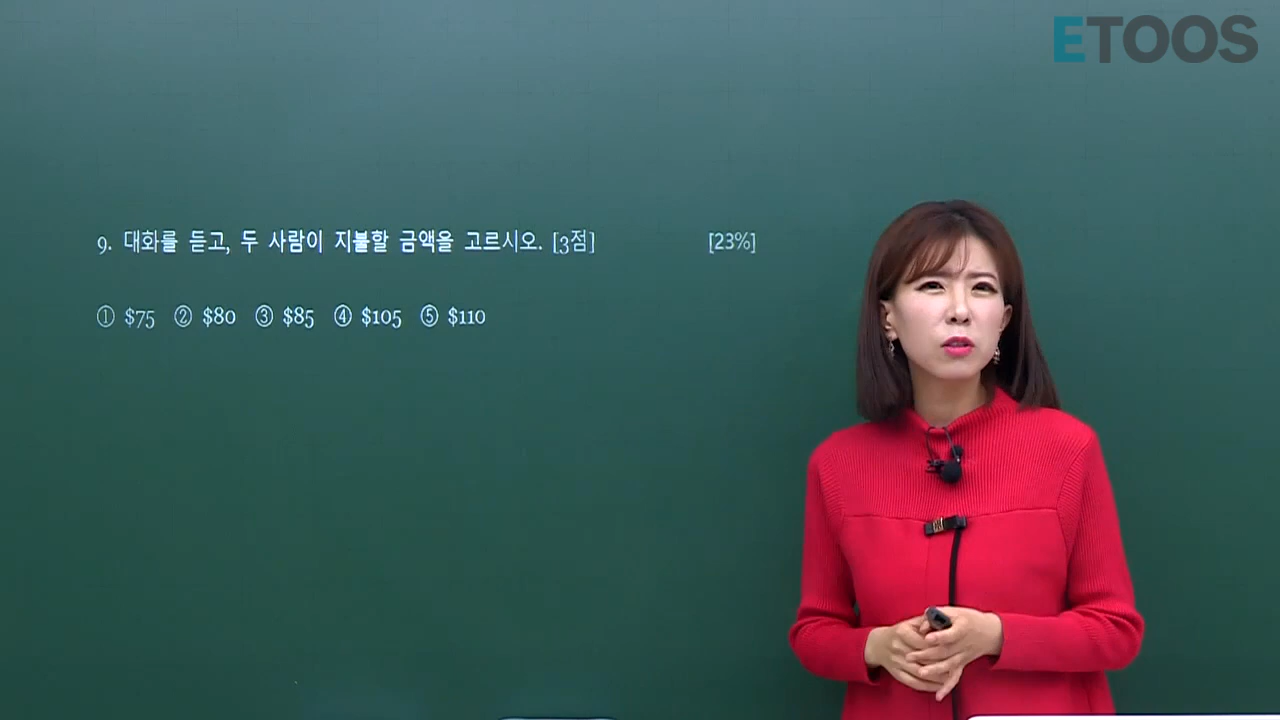 ETOOS
9. 대화를 듣고, 두 사람이 지불할 금액을 고르시오. [3점] [23%]
① $75 ② $80 ③ $85 ④ $105 ⑤ $110